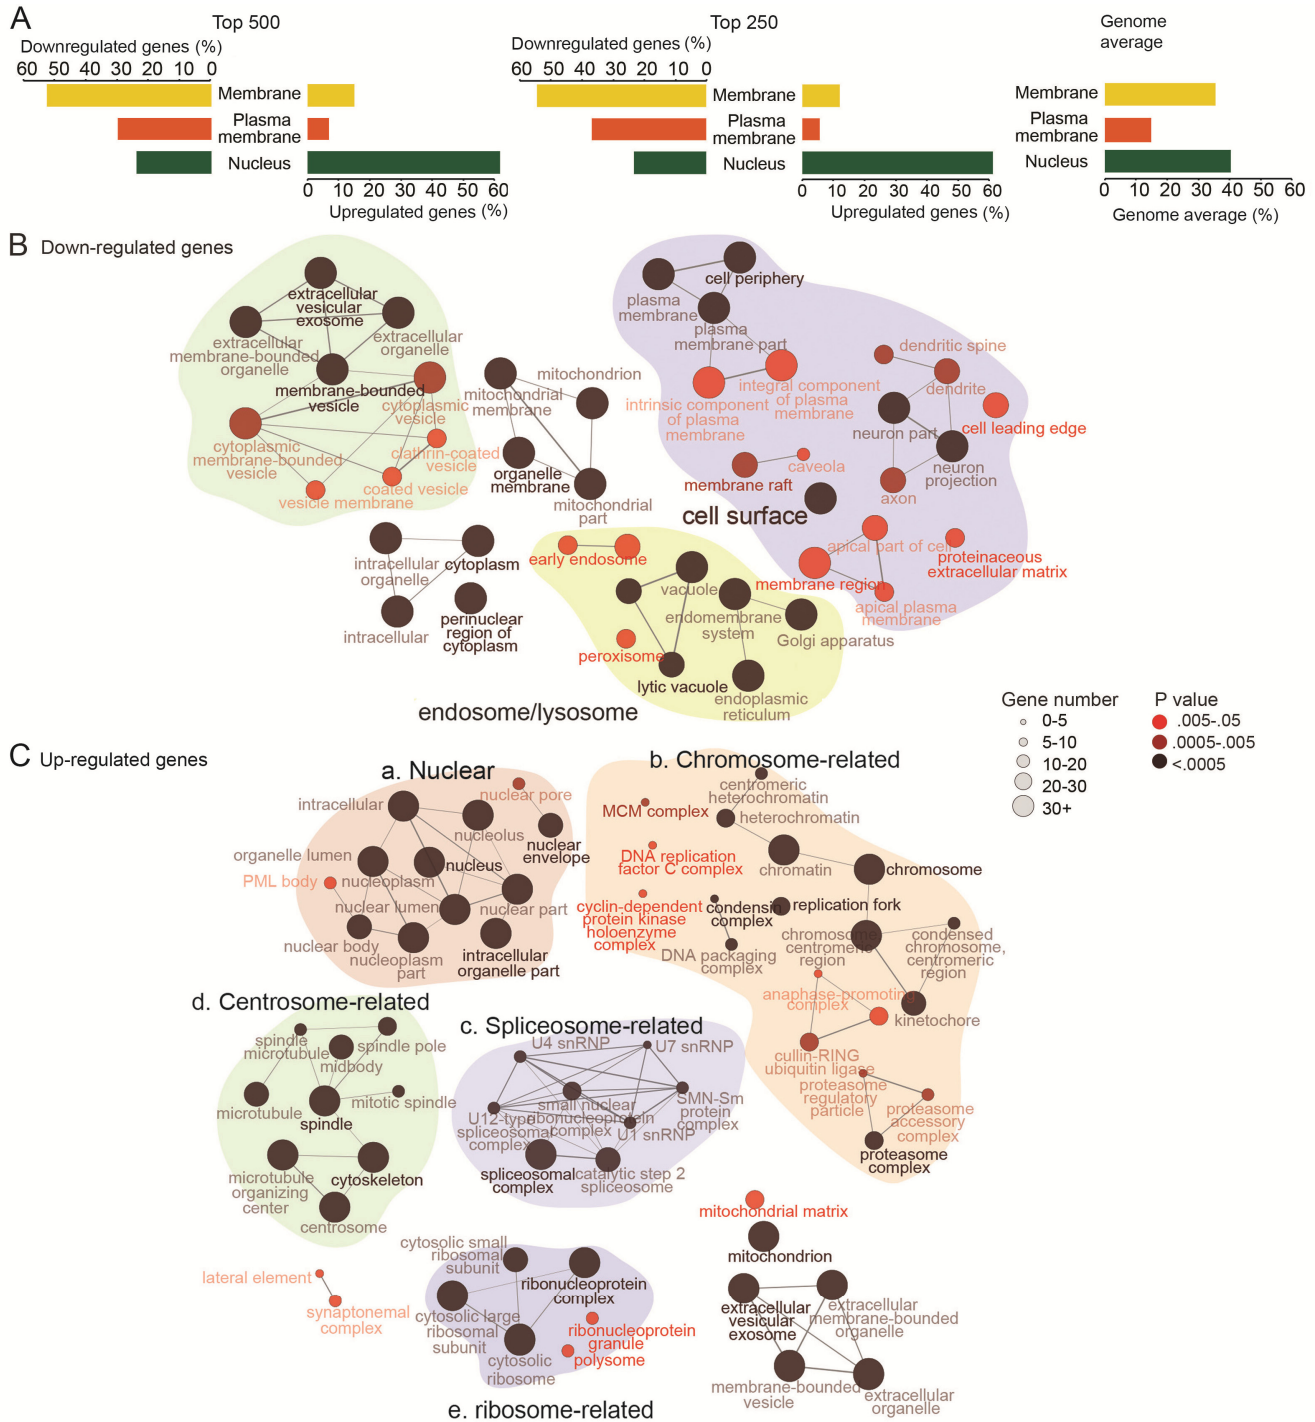 A
Top 500
Top 250
Genome
average
Downregulated genes (%)
Downregulated genes (%)
60 50 40 30 20 10 0
60 50 40 30 20 10 0
Membrane
Plasma
membrane
Nucleus
Membrane
Plasma
membrane
Nucleus
Membrane
Plasma
membrane
Nucleus
0 10 20 30 40 50 60
0 10 20 30 40 50 60
0 10 20 30 40 50 60
Upregulated genes (%)
Upregulated genes (%)
Genome average (%)
B Down-regulated genes
extracellular
vesicular
exosome
extracellular
membrane-bounded
organelle
extracellular
organelle
membrane-bounded
vesicle
cytoplasmic
vesicle
cytoplasmic
membrane-bounded
vesicle
clathrin-coated
vesicle
coated vesicle
vesicle membrane
mitochondrion
mitochondrial
membrane
organelle
membrane
mitochondrial
part
intracellular
organelle
cytoplasm
intracellular
perinuclear
region of
cytoplasm
cell periphery
plasma
membrane
plasma
membrane part
integral component
of plasma
membrane
intrinsic component
of plasma
membrane
dendritic spine
dendrite
cell leading edge
neuron part
neuron
projection
axon
caveola
membrane raft
cell surface
apical part of cell
proteinaceous
extracellular matrix
membrane region
apical plasma
membrane
early endosome
vacuole
endomembrane
system
Golgi apparatus
peroxisome
lytic vacuole
endoplasmic
reticulum
endosome/lysosome
Gene number
0-5
5-10
10-20
20-30
30+
P value
.005-.05
.0005-.005
<.0005
C Up-regulated genes
a. Nuclear
intracellular
nuclear pore
nucleolus
nuclear
envelope
organelle lumen
nucleus
PML body
nucleoplasm
nuclear lumen
nuclear part
nuclear body
nucleoplasm
part
intracellular
organelle part
b. Chromosome-related
centromeric
heterochromatin
MCM complex
heterochromatin
DNA replication
factor C complex
chromatin
chromosome
cyclin-dependent
protein kinase
holoenzyme
complex
condensin
complex
replication fork
DNA packaging
complex
chromosome,
centromeric
region
condensed
chromosome,
centromeric
region
anaphase-promoting
complex
kinetochore
cullin-RING
ubiquitin ligase
proteasome
regulatory
particle
proteasome
accessory
complex
proteasome
complex
d. Centrosome-related
spindle
microtubule
spindle pole
midbody
microtubule
mitotic spindle
spindle
microtubule
organizing
center
cytoskeleton
centrosome
c. Spliceosome-related
U4 snRNP
U7 snRNP
small nuclear
ribonucleoprotein
complex
SMN-Sm
protein
complex
U12-type
spliceosomal
complex
U1 snRNP
spliceosomal
complex
catalytic step 2
spliceosome
lateral element
synaptonemal
complex
cytosolic small
ribosomal
subunit
ribonucleoprotein
complex
cytosolic large
ribosomal
subunit
ribonucleoprotein
granule
polysome
cytosolic
ribosome
e. ribosome-related
mitochondrial matrix
mitochondrion
extracellular
vesicular
exosome
extracellular
membrane-bounded
organelle
membrane-bounded
vesicle
extracellular
organelle